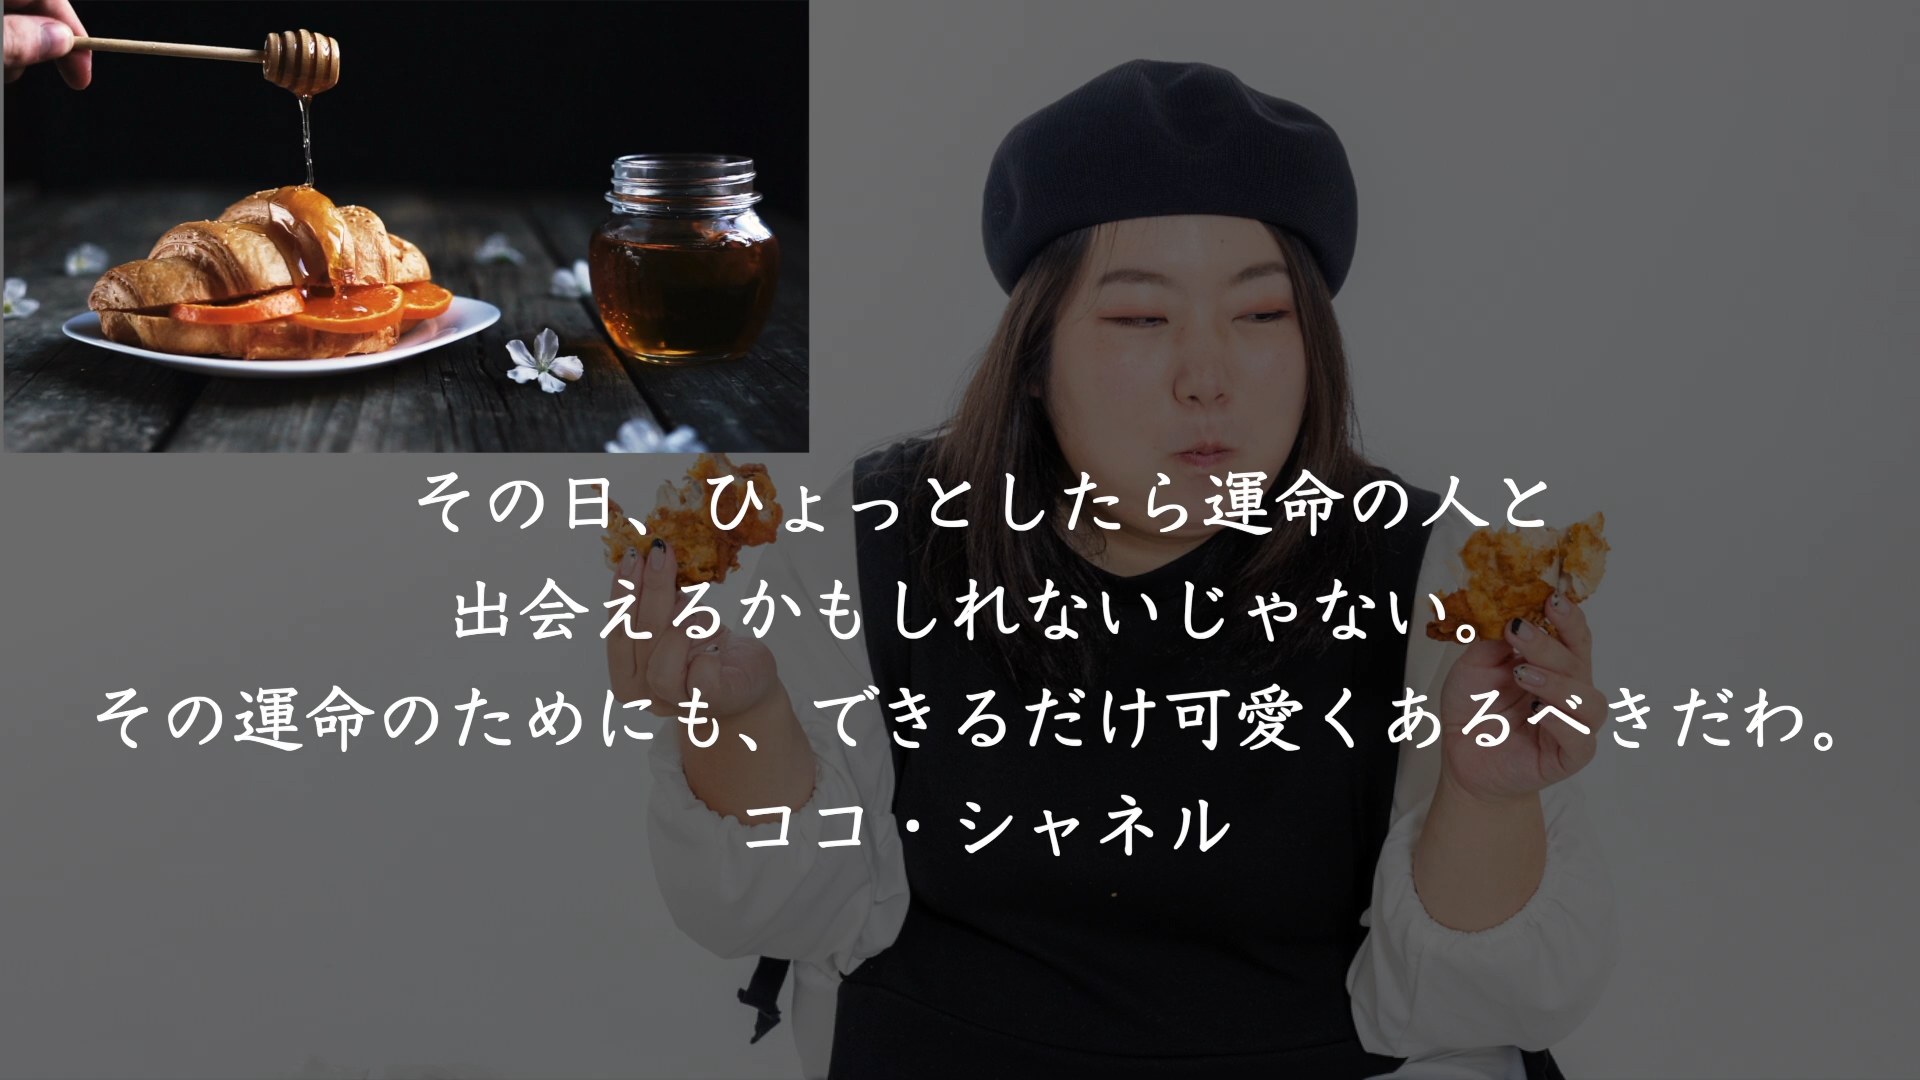 その日、ひょっとしたら運命の人と
出会えるかもしれないじゃない。
その運命のためにも、できるだけ可愛くあるべきだわ。
ココ・シャネル